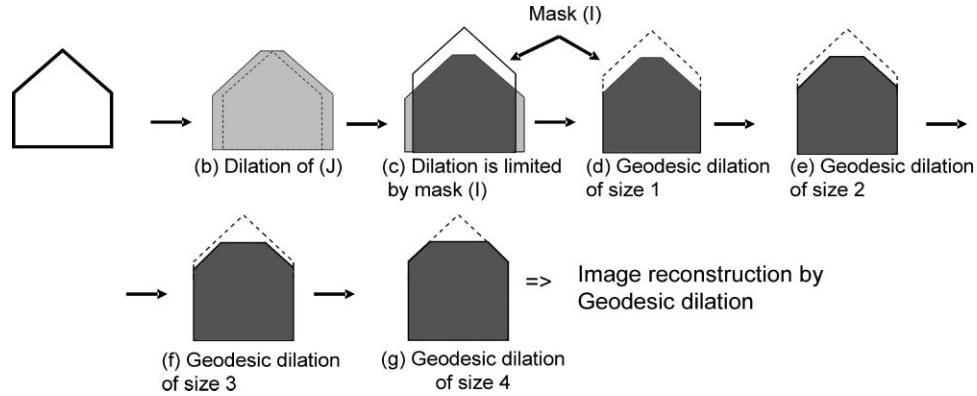 Mask (I)
(b) Dilation of (J)
(c) Dilation is limited
by mask (I)
(d) Geodesic dilation
of size 1
(e) Geodesic dilation
of size 2
(f) Geodesic dilation
of size 3
(g) Geodesic dilation
of size 4
=>
Image reconstruction by
Geodesic dilation